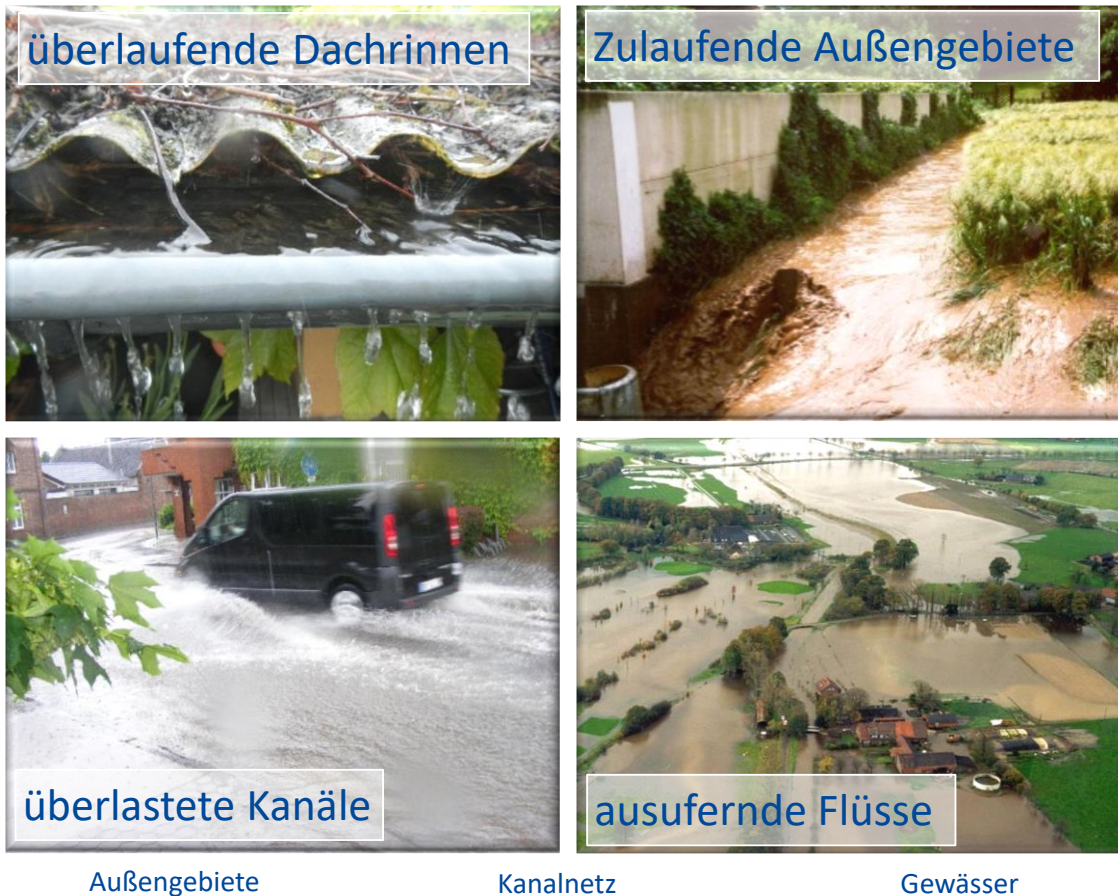 überlaufende Dachrinnen
Zulaufende Außengebiete
überlastete Kanäle
ausufernde Flüsse
Außengebiete
Kanalnetz
Gewässer